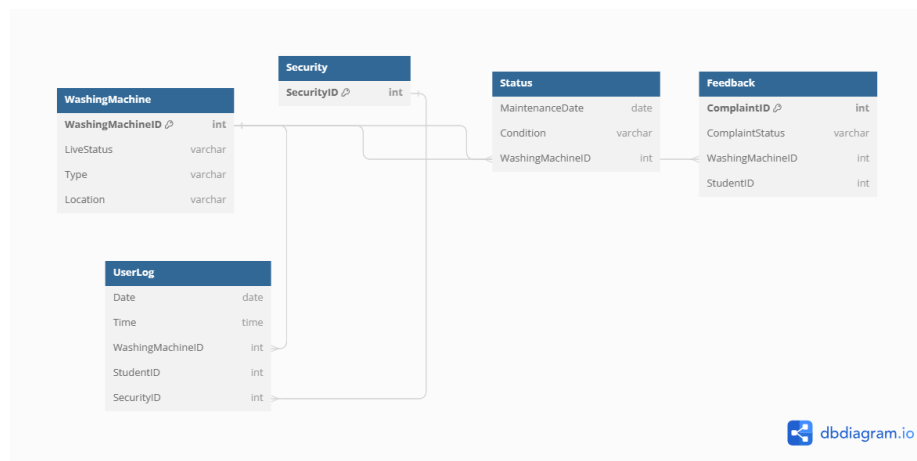 WashingMachine
WashingMachineID int
LiveStatus varchar
Type varchar
Location varchar
Security
SecurityID int
Status
MaintenanceDate date
Condition varchar
WashingMachineID int
Feedback
ComplaintID int
ComplaintStatus varchar
WashingMachineID int
StudentID int
UserLog
Date date
Time time
WashingMachineID int
StudentID int
SecurityID int
dbdiagram.io